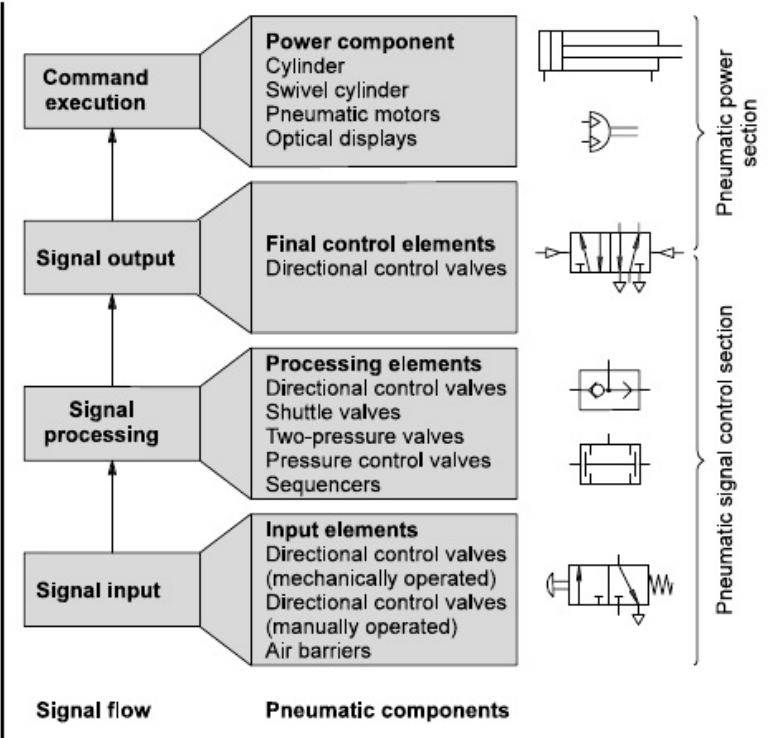 Command
execution
Power component
Cylinder
Swivel cylinder
Pneumatic motors
Optical displays
Pneumatic power
section
Signal output
Final control elements
Directional control valves
Signal
processing
Processing elements
Directional control valves
Shuttle valves
Two-pressure valves
Pressure control valves
Sequencers
Pneumatic signal control section
Signal input
Input elements
Directional control valves
(mechanically operated)
Directional control valves
(manually operated)
Air barriers
Signal flow
Pneumatic components